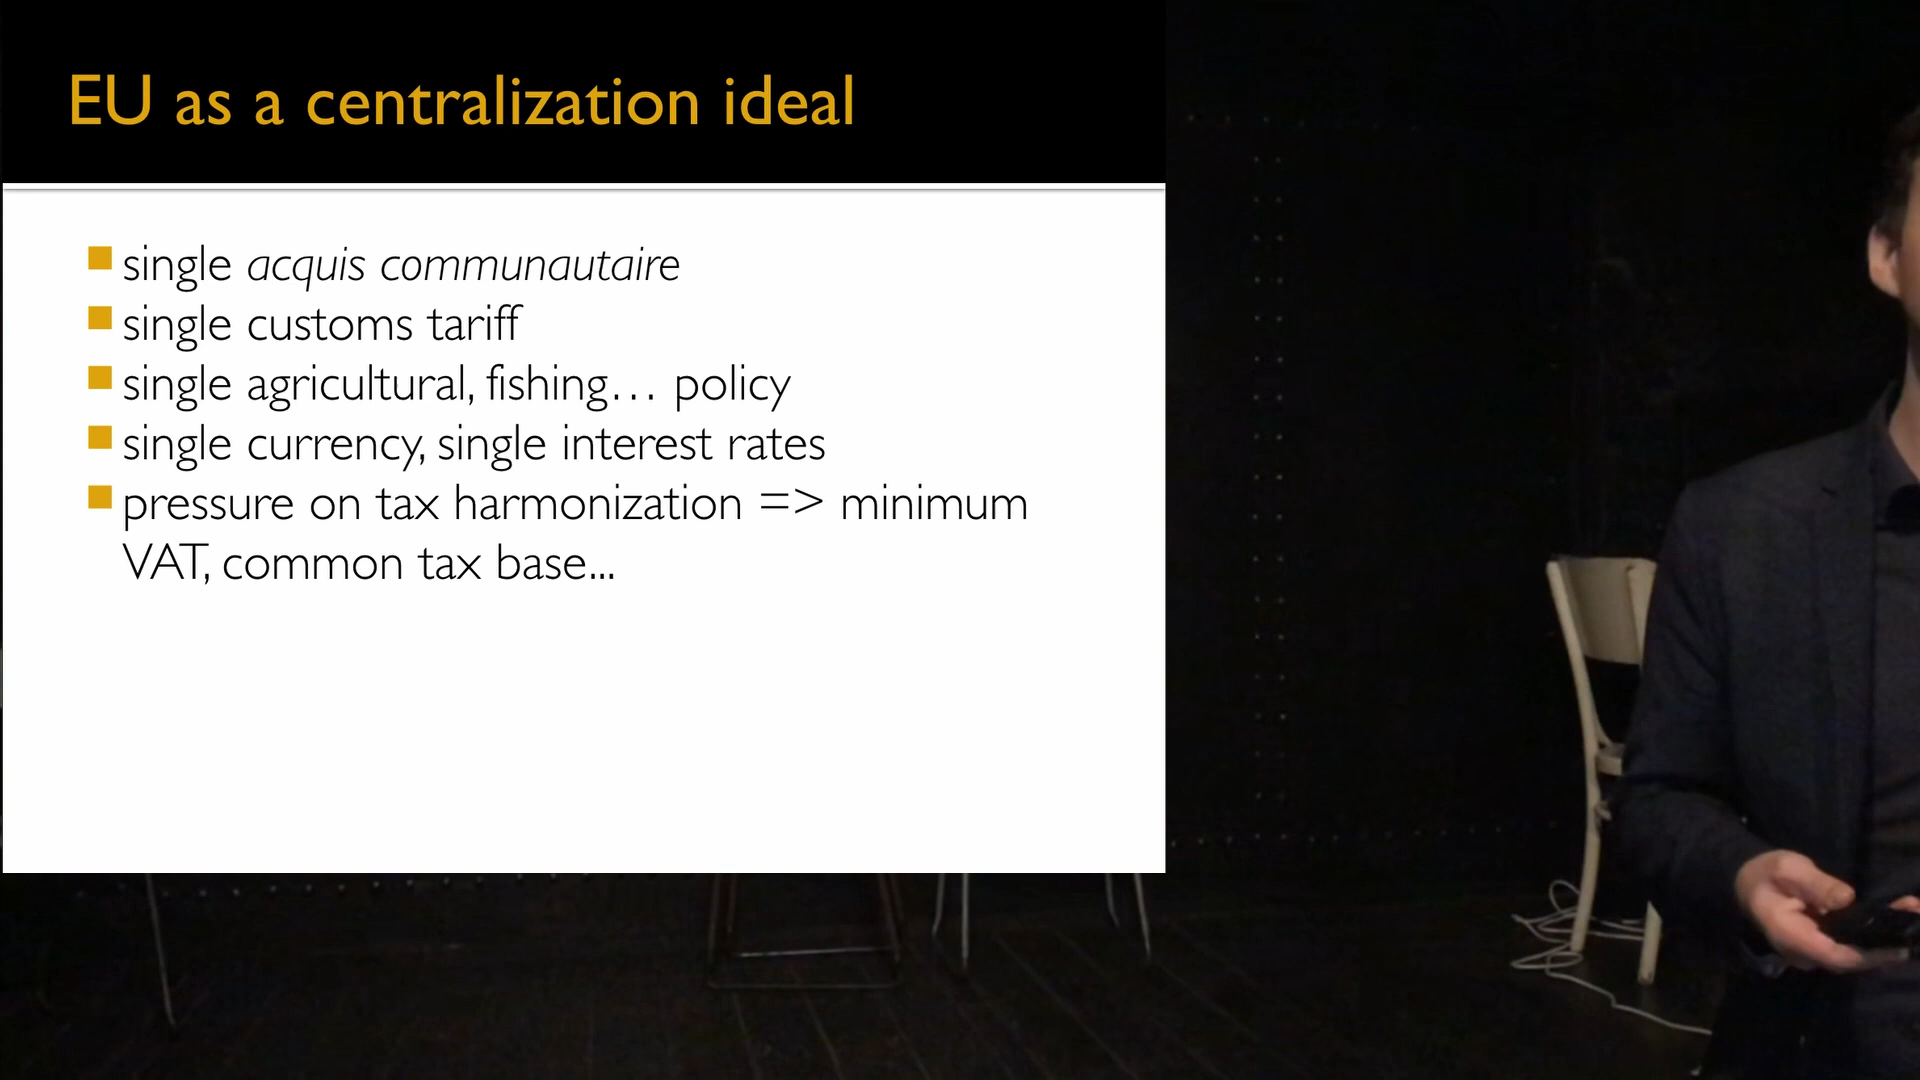 EU as a centralization ideal
single acquis communautaire
single customs tariff
single agricultural, fishing… policy
single currency, single interest rates
pressure on tax harmonization => minimum
VAT, common tax base...